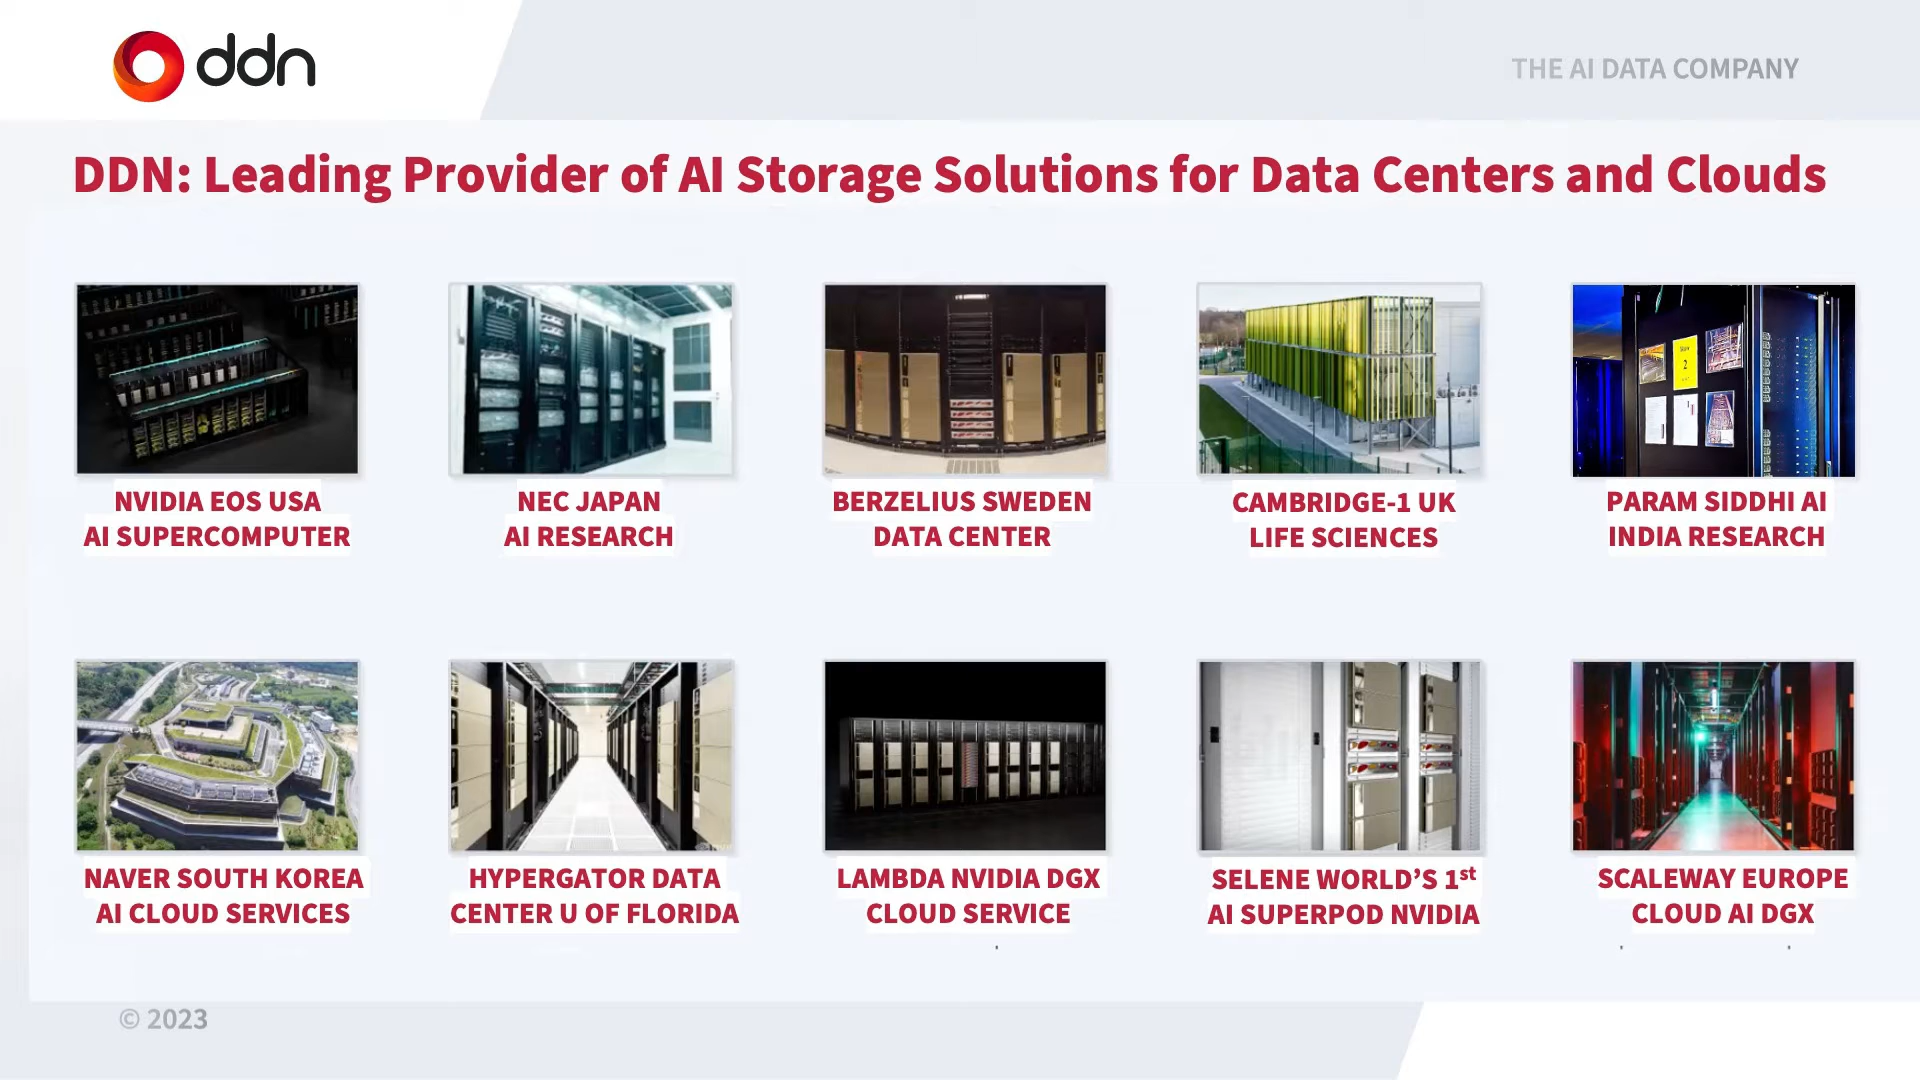 ddn
THE AI DATA COMPANY
DDN: Leading Provider of AI Storage Solutions for Data Centers and Clouds
NVIDIA EOS USA
AI SUPERCOMPUTER
NEC JAPAN
AI RESEARCH
BERZELIUS SWEDEN
DATA CENTER
CAMBRIDGE-1 UK
LIFE SCIENCES
PARAM SIDDHI AI
INDIA RESEARCH
NAVER SOUTH KOREA
AI CLOUD SERVICES
HYPERGATOR DATA
CENTER U OF FLORIDA
LAMBDA NVIDIA DGX
CLOUD SERVICE
SELENE WORLD’S 1st
AI SUPERPOD NVIDIA
SCALEWAY EUROPE
CLOUD AI DGX
© 2023